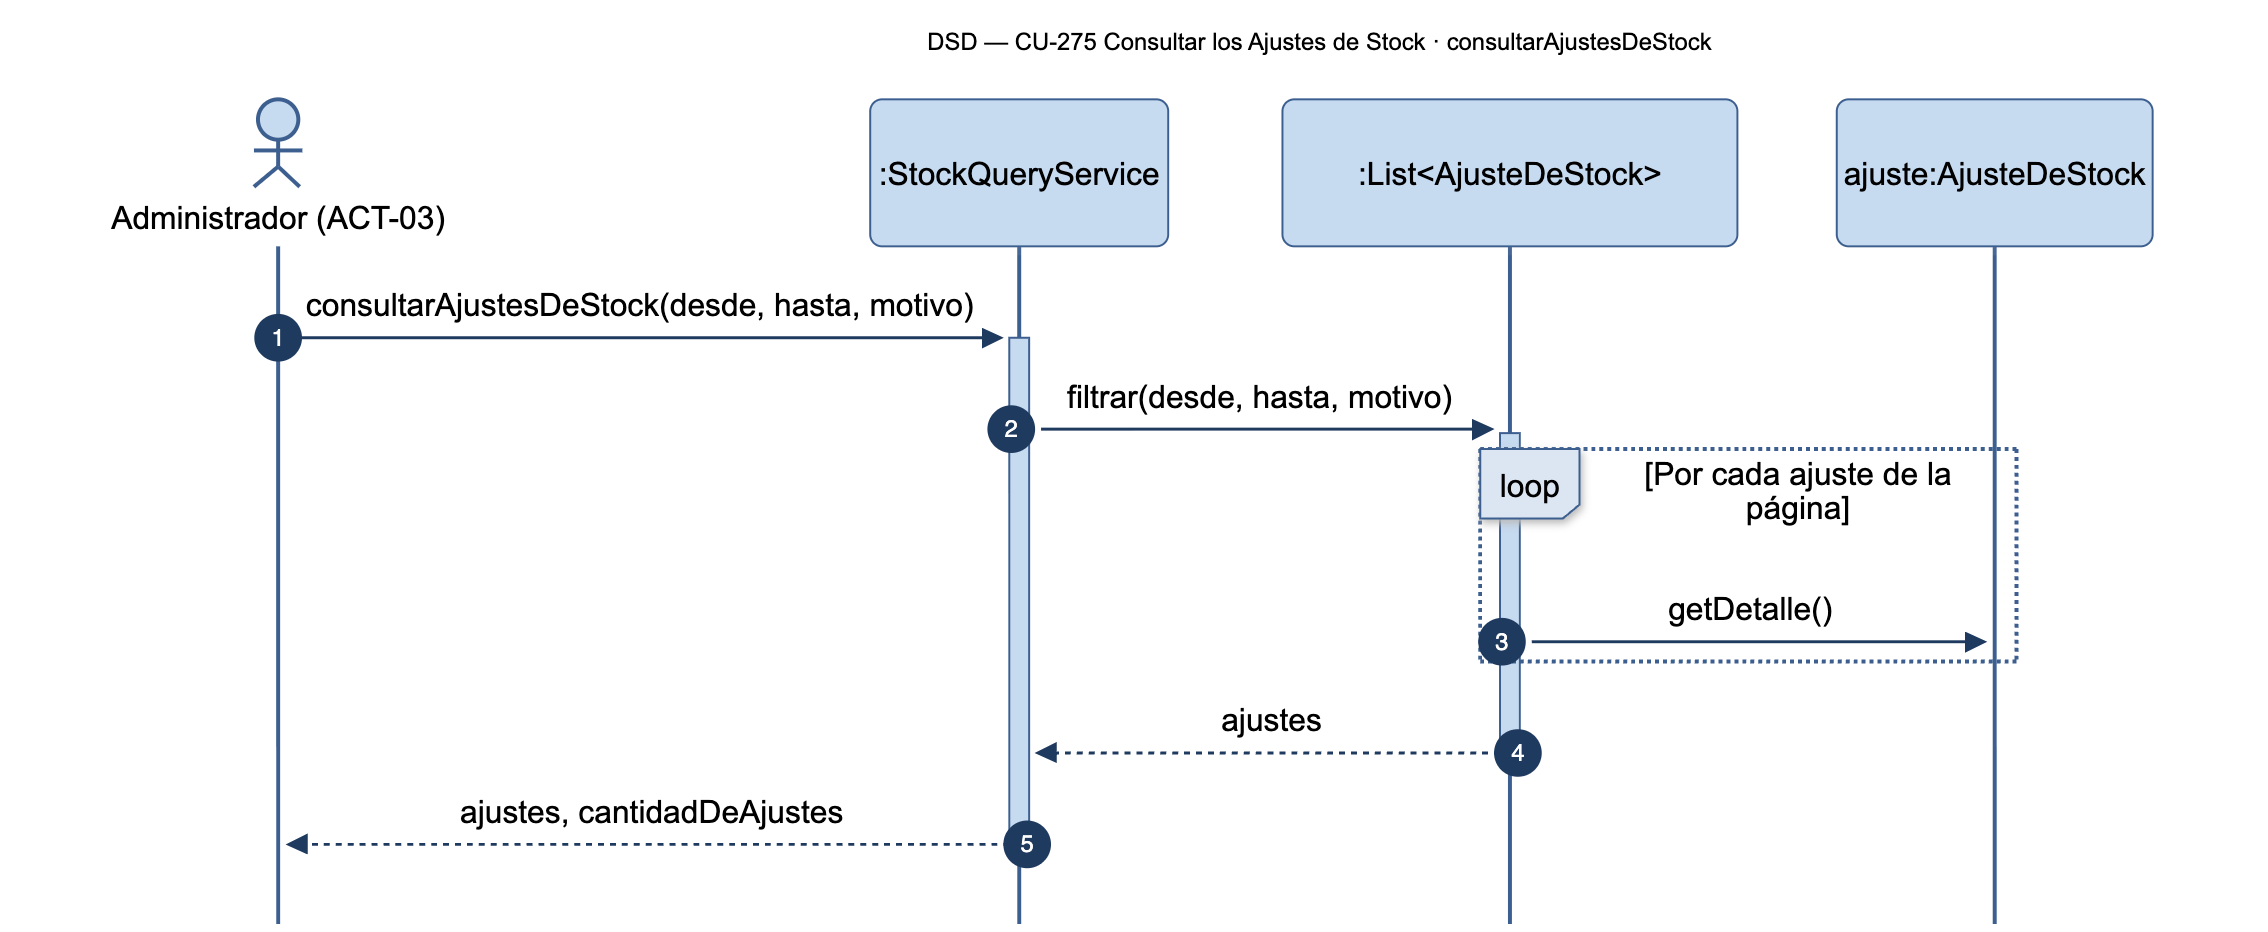 DSD — CU-275 Consultar los Ajustes de Stock · consultarAjustesDeStock
Administrador (ACT-03)
:StockQueryService
:List<AjusteDeStock>
ajuste:AjusteDeStock
consultarAjustesDeStock(desde, hasta, motivo)
1
filtrar(desde, hasta, motivo)
2
loop
[Por cada ajuste de la
página]
getDetalle()
3
ajustes
4
ajustes, cantidadDeAjustes
5